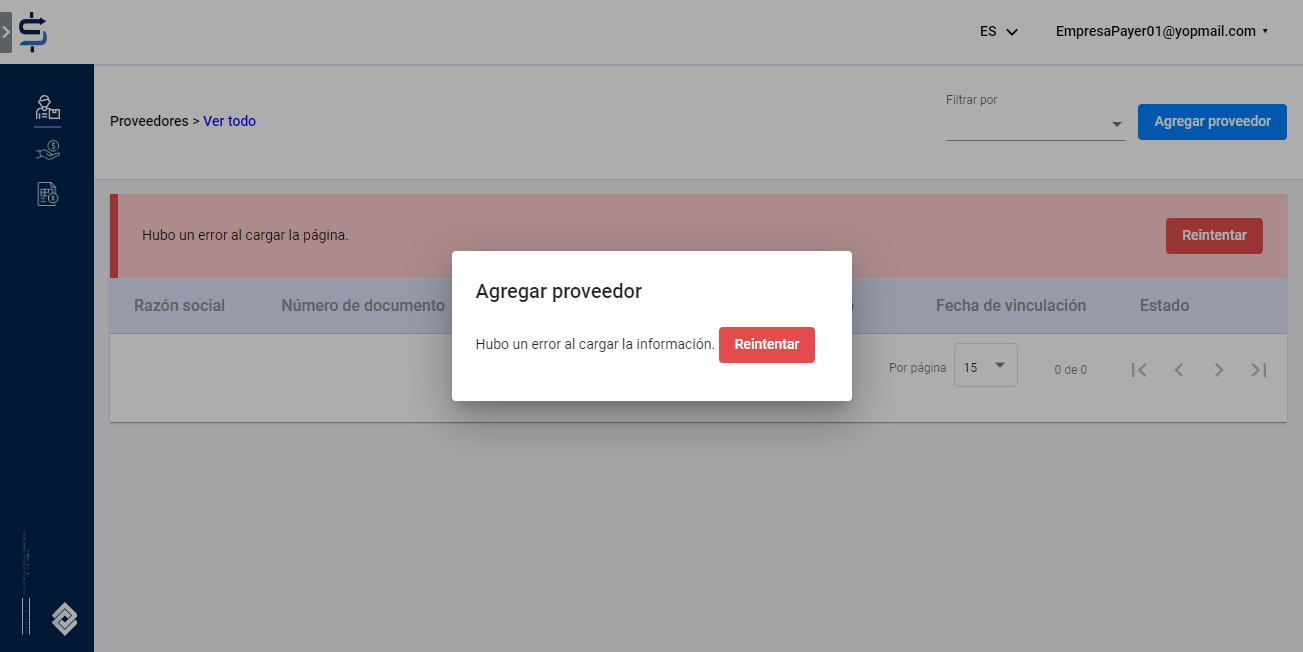 ES
EmpresaPayer01@yopmail.com
Proveedores > Ver todo
Filtrar por
Agregar proveedor
Hubo un error al cargar la página.
Reintentar
Razón social
Número de documento
Fecha de vinculación
Estado
Agregar proveedor
Hubo un error al cargar la información.
Reintentar
Por página
15
0 de 0